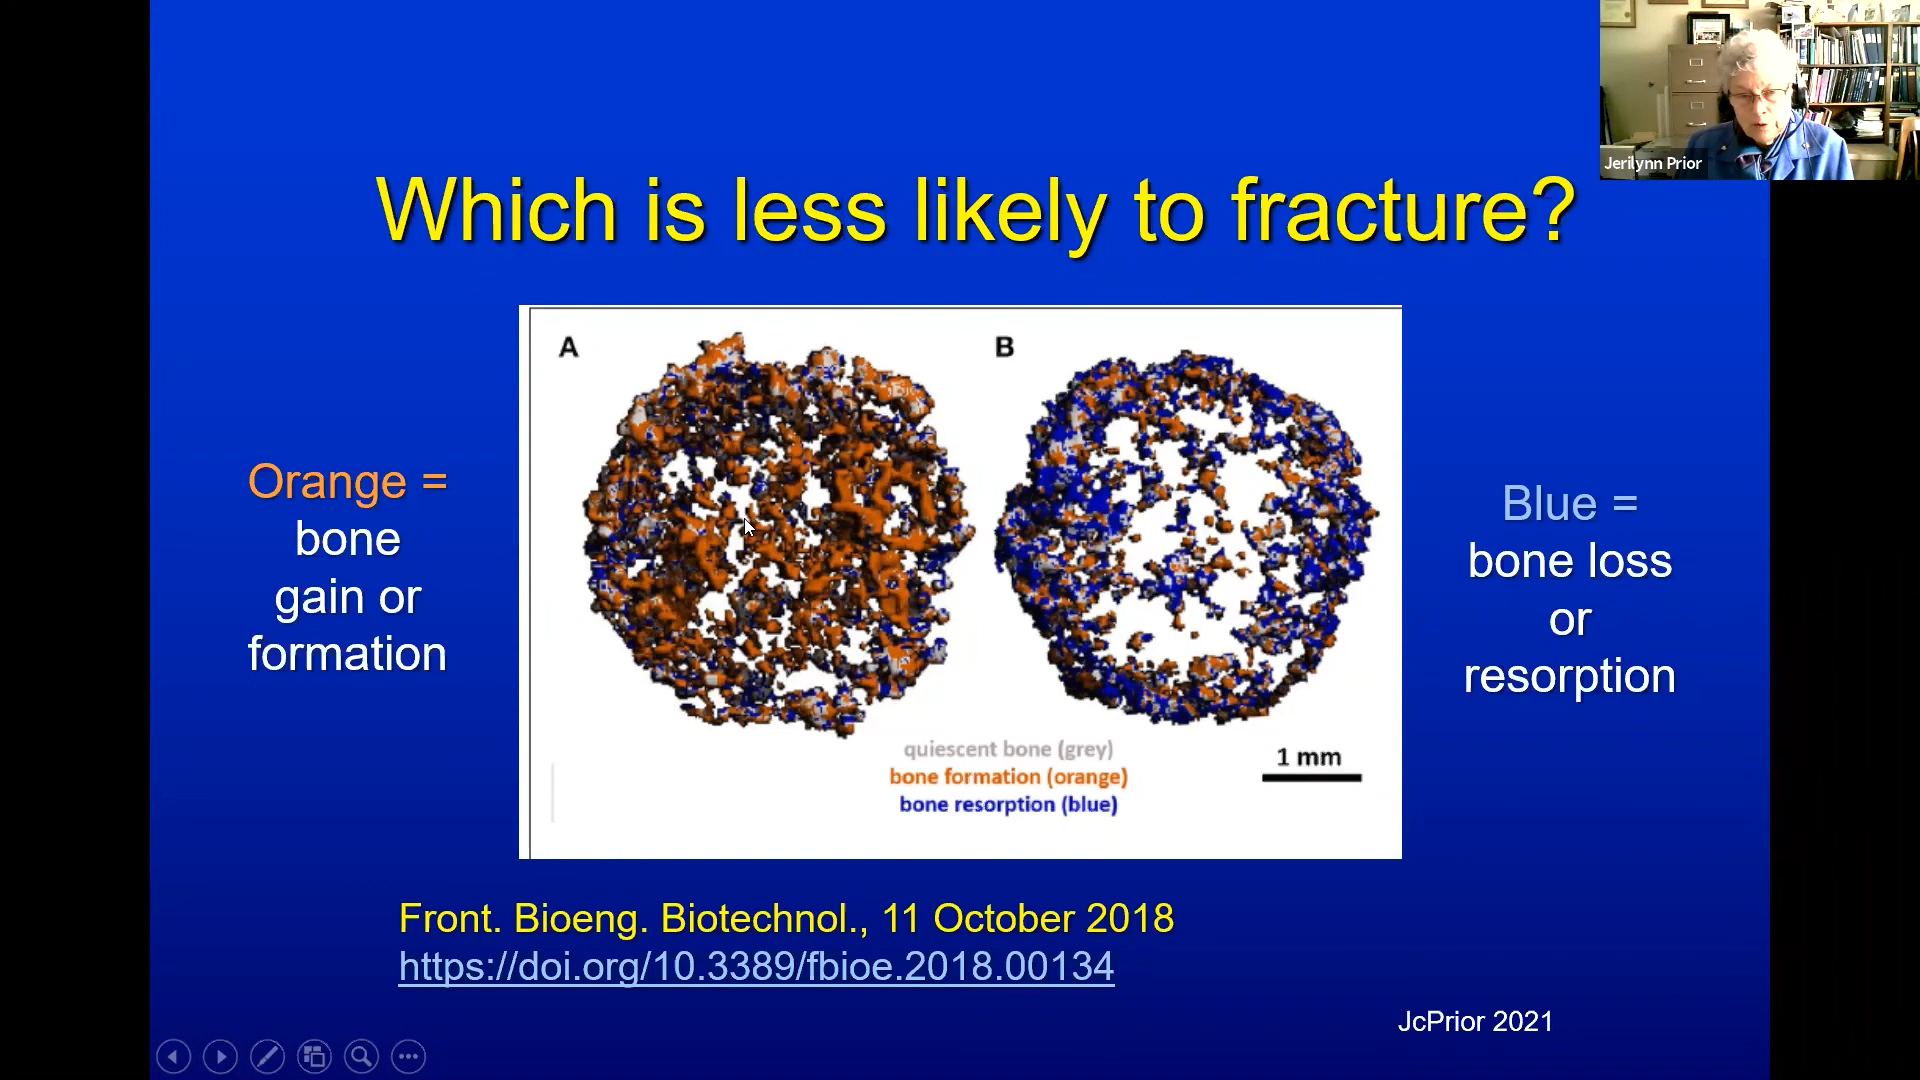 Jerilynn Prior
Which is less likely to fracture?
Orange =
bone
gain or
formation
A
B
quiescent bone (grey)
bone formation (orange)
bone resorption (blue)
1 mm
Blue =
bone loss
or
resorption
Front. Bioeng. Biotechnol., 11 October 2018
https://doi.org/10.3389/fbioe.2018.00134
JcPrior 2021